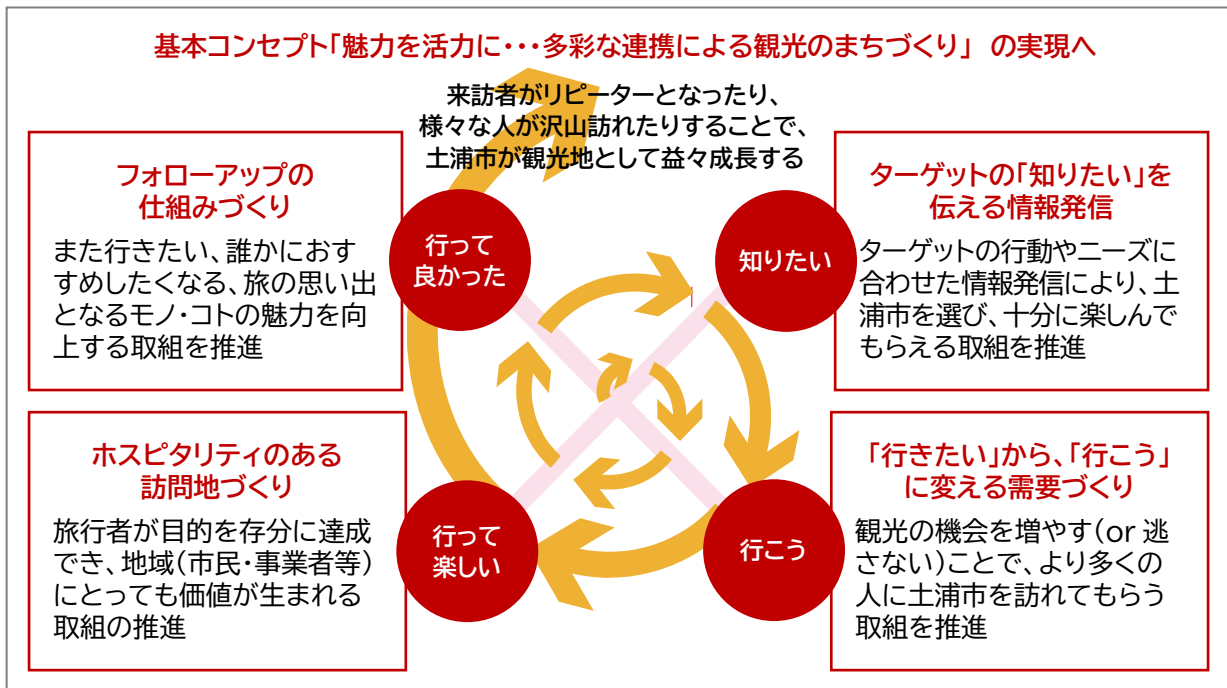 基本コンセプト「魅力を活力に・・・多彩な連携による観光のまちづくり」 の実現へ
来訪者がリピーターとなったり、
様々な人が沢山訪れたりすることで、
土浦市が観光地として益々成長する
フォローアップの
仕組みづくり
また行きたい、誰かにおす
すめしたくなる、旅の思い出
となるモノ・コトの魅力を向
上する取組を推進
行って
良かった
知りたい
ターゲットの「知りたい」を
伝える情報発信
ターゲットの行動やニーズに
合わせた情報発信により、土
浦市を選び、十分に楽しんで
もらえる取組を推進
ホスピタリティのある
訪問地づくり
旅行者が目的を存分に達成
でき、地域(市民・事業者等)
にとっても価値が生まれる
取組の推進
行って
楽しい
行こう
「行きたい」から、「行こう」
に変える需要づくり
観光の機会を増やす(or 逃
さない)ことで、より多くの
人に土浦市を訪れてもらう
取組を推進